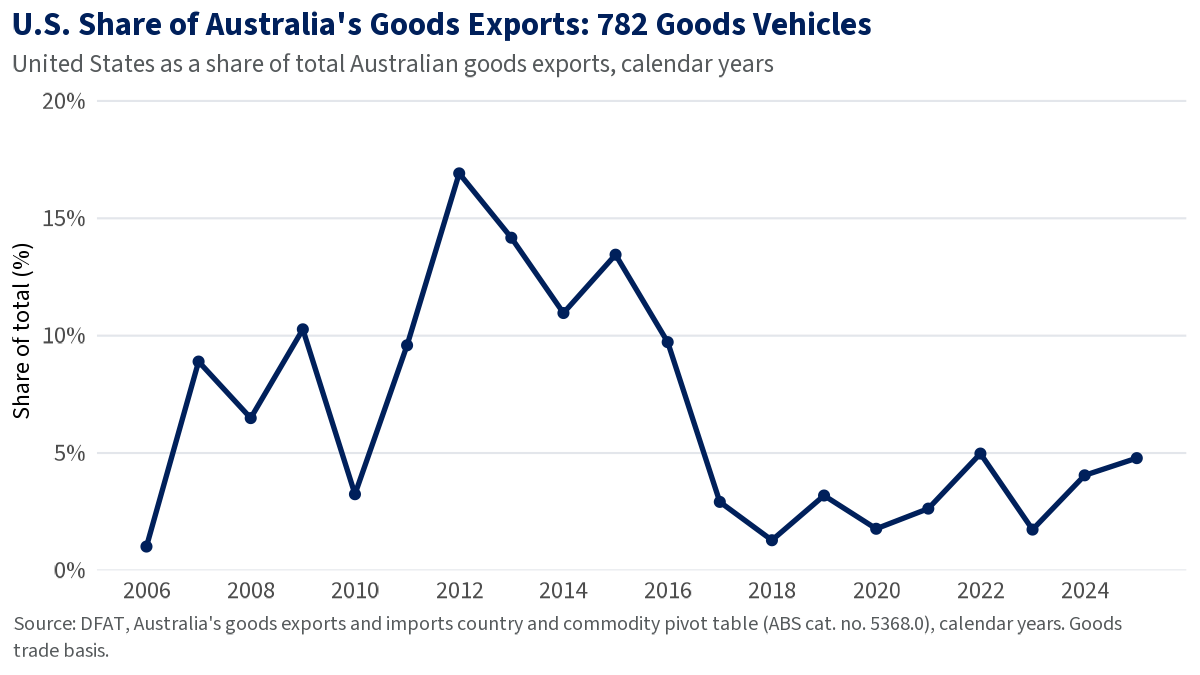 U.S. Share of Australia's Goods Exports: 782 Goods Vehicles
United States as a share of total Australian goods exports, calendar years
Share of total (%)
20%
15%
10%
5%
0%
2006 2008 2010 2012 2014 2016 2018 2020 2022 2024
Source: DFAT, Australia's goods exports and imports country and commodity pivot table (ABS cat. no. 5368.0), calendar years. Goods
trade basis.